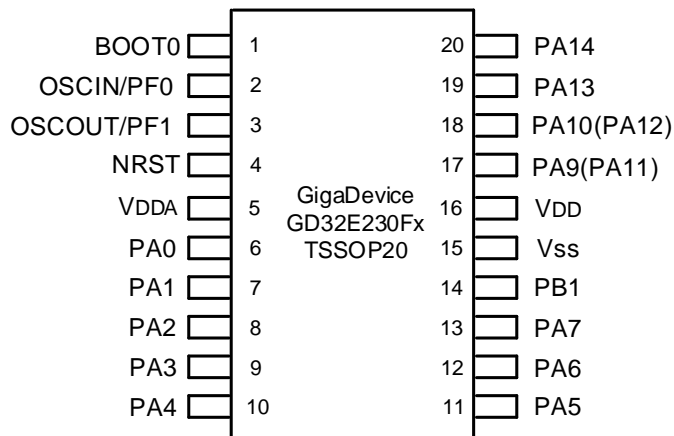 BOOT0 1 20 PA14
OSCIN/PF0 2 19 PA13
OSCOUT/PF1 3 18 PA10(PA12)
NRST 4 17 PA9(PA11)
VDDA 5 16 VDD
PA0 6 15 Vss
PA1 7 14 PB1
PA2 8 13 PA7
PA3 9 12 PA6
PA4 10 11 PA5
GigaDevice
GD32E230Fx
TSSOP20